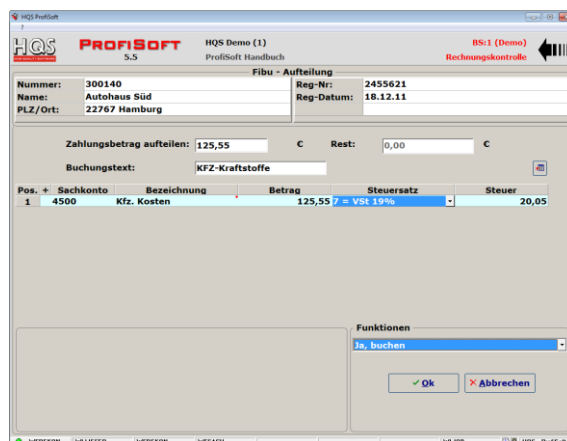 HQS ProfiSoft
?
HQS PROFISOFT HQS Demo (1) BS:1 (Demo)
5.5 ProfiSoft Handbuch Rechnungskontrolle
Fibu - Aufteilung
Nummer: 300140 Reg-Nr: 2455621
Name: Autohaus Süd Reg-Datum: 18.12.11
PLZ/Ort: 22767 Hamburg
Zahlungsbetrag aufteilen: 125,55 C Rest: 0,00 C
Buchungstext: KFZ-Kraftstoffe
Pos. + Sachkonto Bezeichnung Betrag Steuersatz Steuer
1 4500 Kfz. Kosten 125,55 7 = VSt 19% 20,05
Funktionen
Ja, buchen
Ok Abbrechen